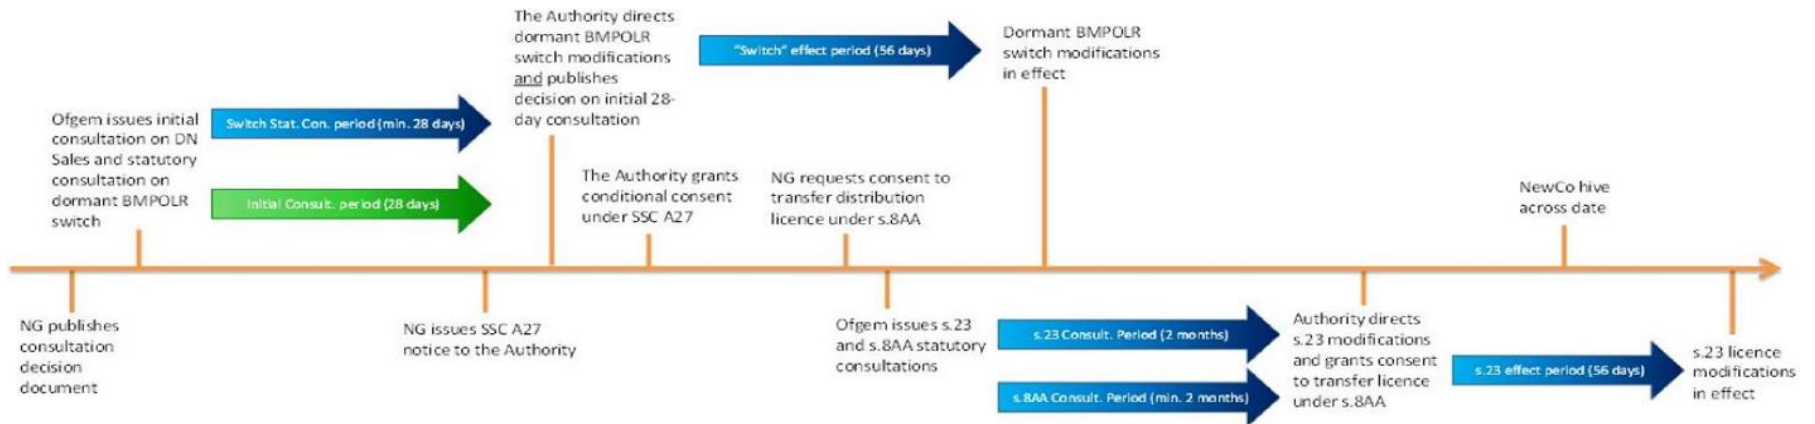 The Authority directs
dormant BMPOLR
switch modifications
and publishes
decision on initial 28-
day consultation
"Switch" effect period (56 days)
Dormant BMPOLR
switch modifications
in effect
Ofgem issues initial
consultation on DN
Sales and statutory
consultation on
dormant BMPOLR
switch
Switch Stat. Con. period (min. 28 days)
Initial Consult. period (28 days)
The Authority grants
conditional consent
under SSC A27
NG requests consent to
transfer distribution
licence under s.8AA
NewCo hive
across date
NG publishes
consultation
decision
document
NG issues SSC A27
notice to the Authority
Ofgem issues s.23
and s.8AA statutory
consultations
s.23 Consult. Period (2 months)
s.8AA Consult. Period (min. 2 months)
Authority directs
s.23 modifications
and grants consent
to transfer licence
under s.8AA
s.23 effect period (56 days)
s.23 licence
modifications
in effect